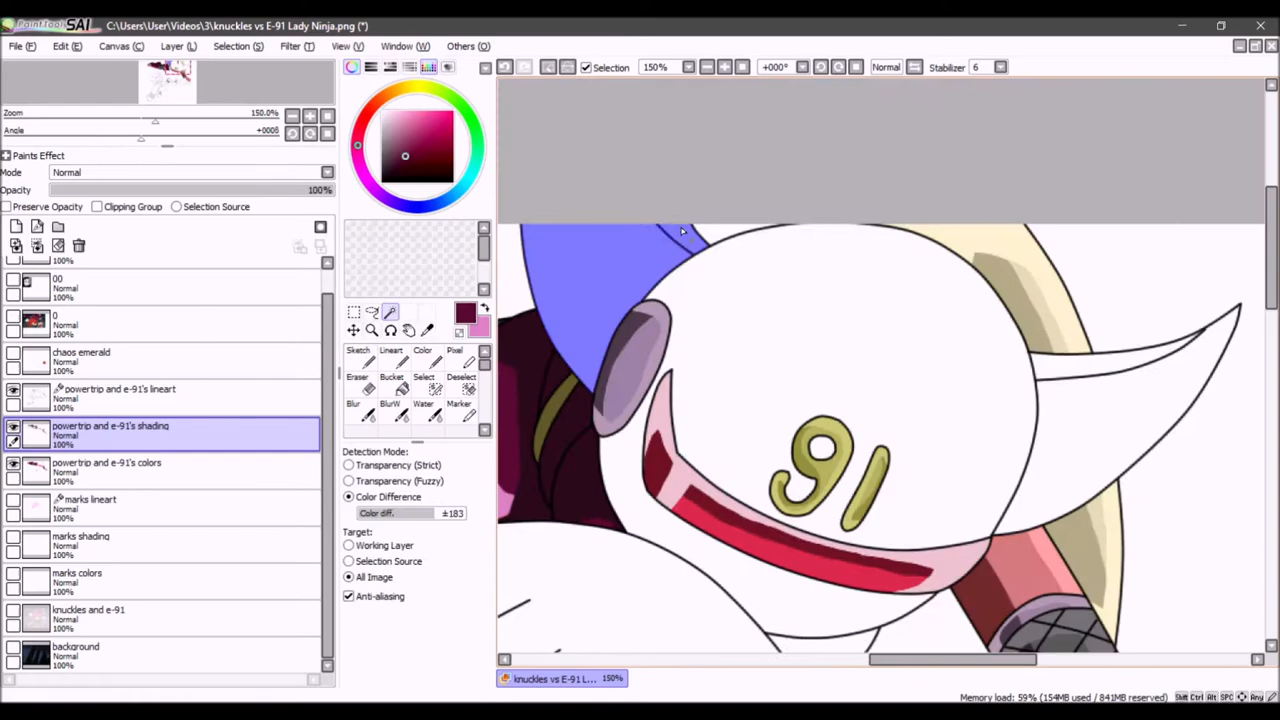 PaintTool SAI C:\Users\User\Videos\3\knuckles vs E-91 Lady Ninja.png (*)
File (F) Edit (E) Canvas (C) Layer (L) Selection (S) Filter (T) View (V) Window (W) Others (O)
Selection 150% +000° Normal Stabilizer 6
Zoom 150.0%
Angle +000δ
Paints Effect
Mode Normal
Opacity 100%
Preserve Opacity Clipping Group Selection Source
100%
00
Normal
100%
0
Normal
100%
chaos emerald
Normal
100%
powertrip and e-91's lineart
Normal
100%
powertrip and e-91's shading
Normal
100%
powertrip and e-91's colors
Normal
100%
marks lineart
Normal
100%
marks shading
Normal
100%
marks colors
Normal
100%
knuckles and e-91
Normal
100%
background
Normal
100%
Sketch Lineart Color Pixel
Eraser Bucket Select Deselect
Blur BlurW Water Marker
Detection Mode:
Transparency (Strict)
Transparency (Fuzzy)
Color Difference
Color diff. ±183
Target:
Working Layer
Selection Source
All Image
Anti-aliasing
91
knuckles vs E-91 L... 150%
Memory load: 59% (154MB used / 841MB reserved) Shift Ctrl Alt SPC Any